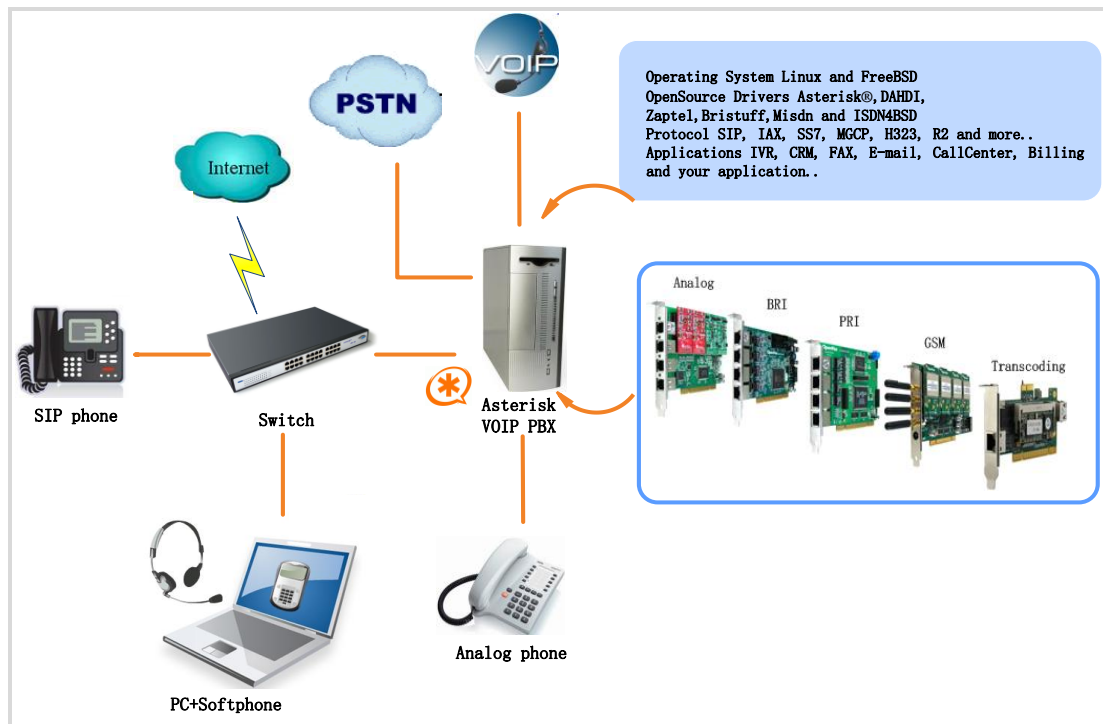 VOIP
PSTN
Operating System Linux and FreeBSD
OpenSource Drivers Asterisk®,DAHDI,
Zaptel,Bristuff,Misdn and ISDN4BSD
Protocol SIP, IAX, SS7, MGCP, H323, R2 and more..
Applications IVR, CRM, FAX, E-mail, CallCenter, Billing
and your application..
Internet
Analog
BRI
PRI
GSM
Transcoding
SIP phone
Switch
Asterisk
VOIP PBX
Analog phone
PC+Softphone